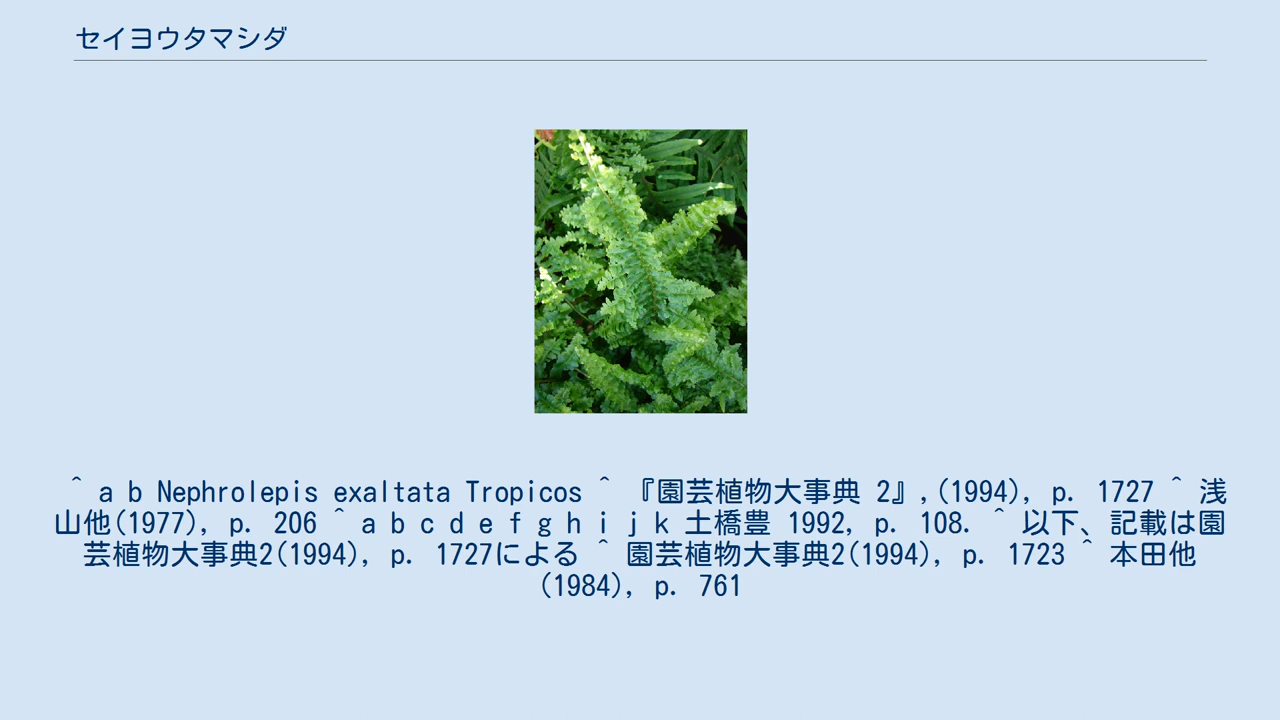 セイヨウタマシダ
^ a b Nephrolepis exaltata Tropicos ^ 『園芸植物大事典 2』,(1994), p. 1727 ^ 浅
山他(1977), p. 206 ^ a b c d e f g h i j k 土橋豊 1992, p. 108. ^ 以下、記載は園
芸植物大事典2(1994), p. 1727による ^ 園芸植物大事典2(1994), p. 1723 ^ 本田他
(1984), p. 761